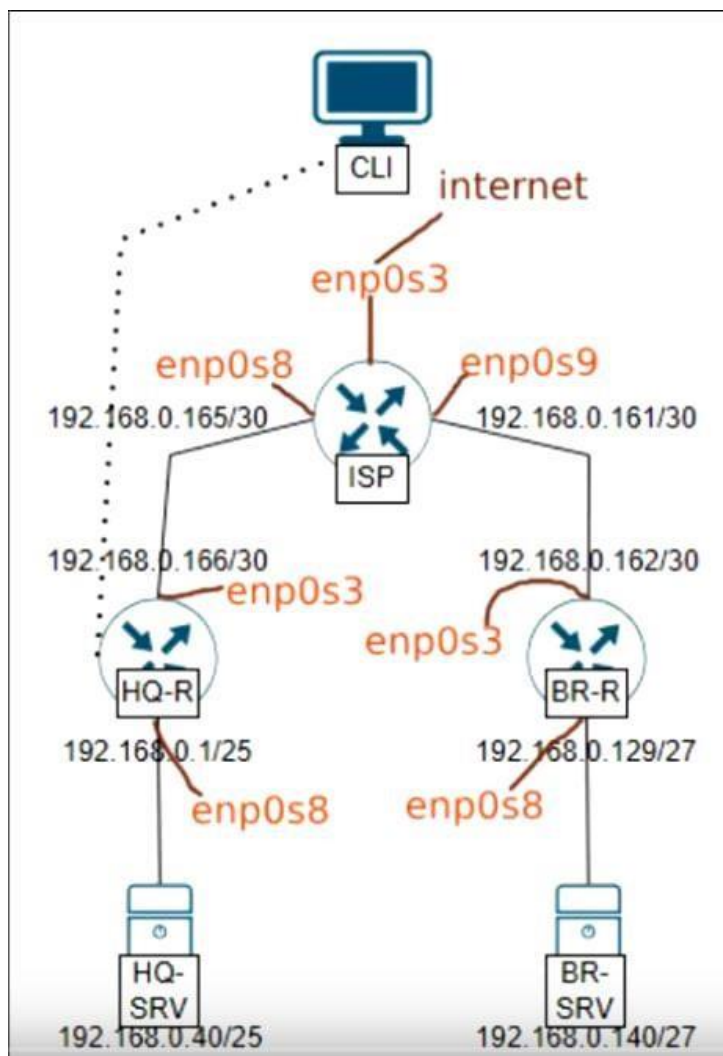 CLI
internet
enp0s3
enp0s8
enp0s9
192.168.0.165/30
192.168.0.161/30
ISP
192.168.0.166/30
192.168.0.162/30
enp0s3
enp0s3
HQ-R
BR-R
192.168.0.1/25
192.168.0.129/27
enp0s8
enp0s8
HQ-
SRV
BR-
SRV
192.168.0.40/25
192.168.0.140/27